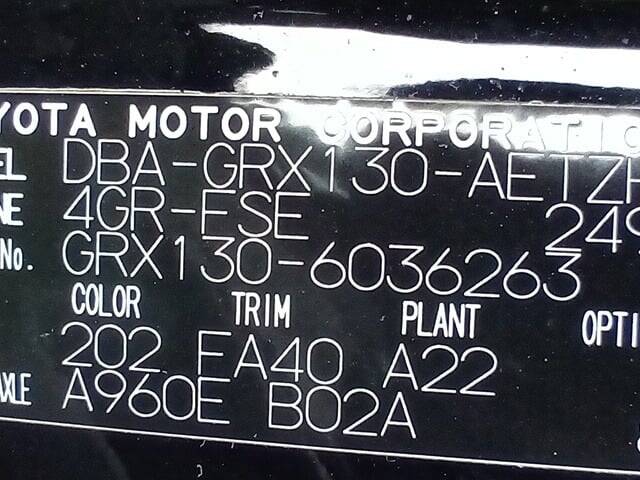 YOTA MOTOR CORPORATIO
EL DBA-GRX130-AETZH
NE 4GR-FSE 249
No. GRX130-6036263
COLOR TRIM PLANT OPTI
202 FA40 A22
AXLE A960E B02A